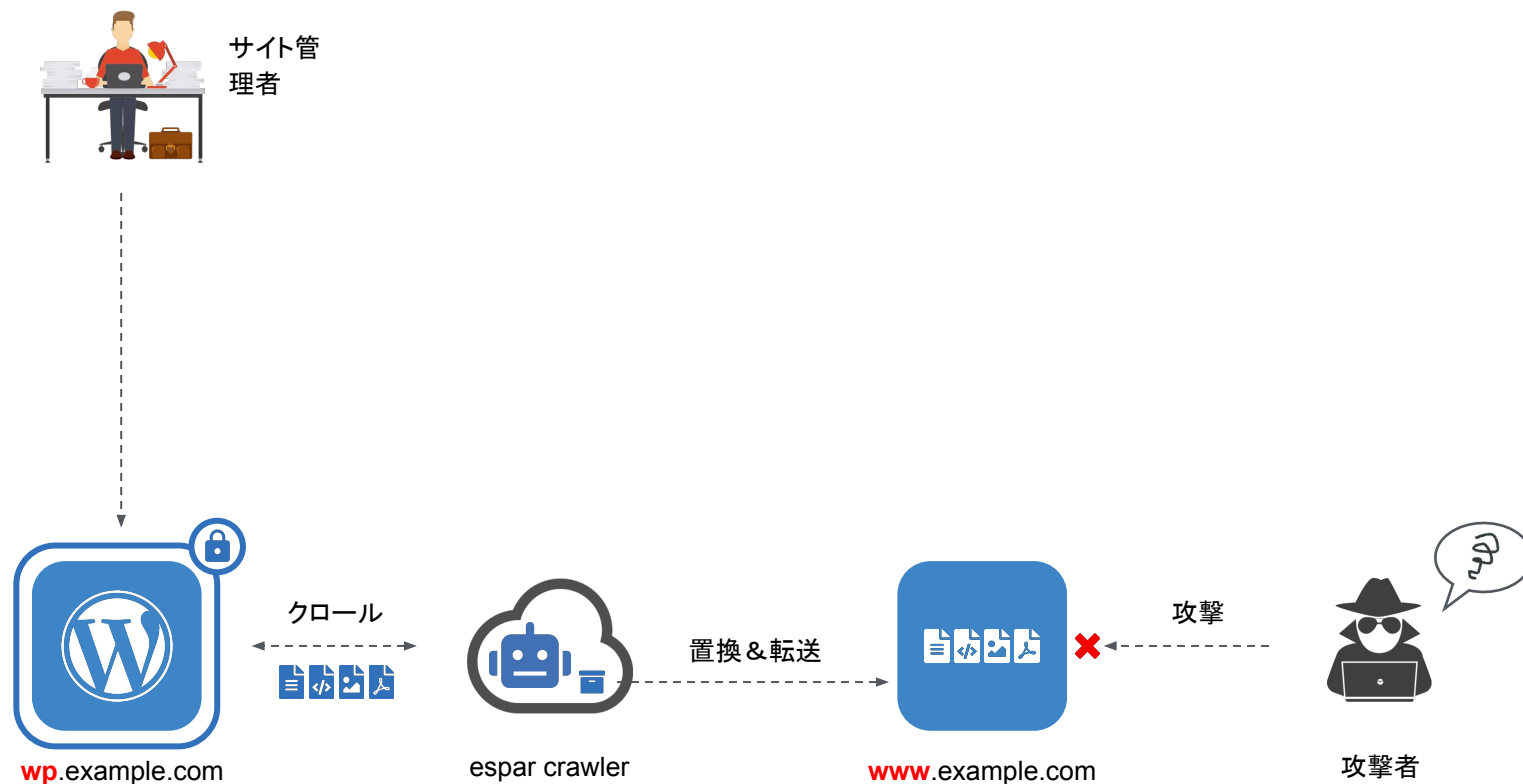 サイト管
理者
クロール
置換＆転送
攻撃
wp.example.com
espar crawler
www.example.com
攻撃者